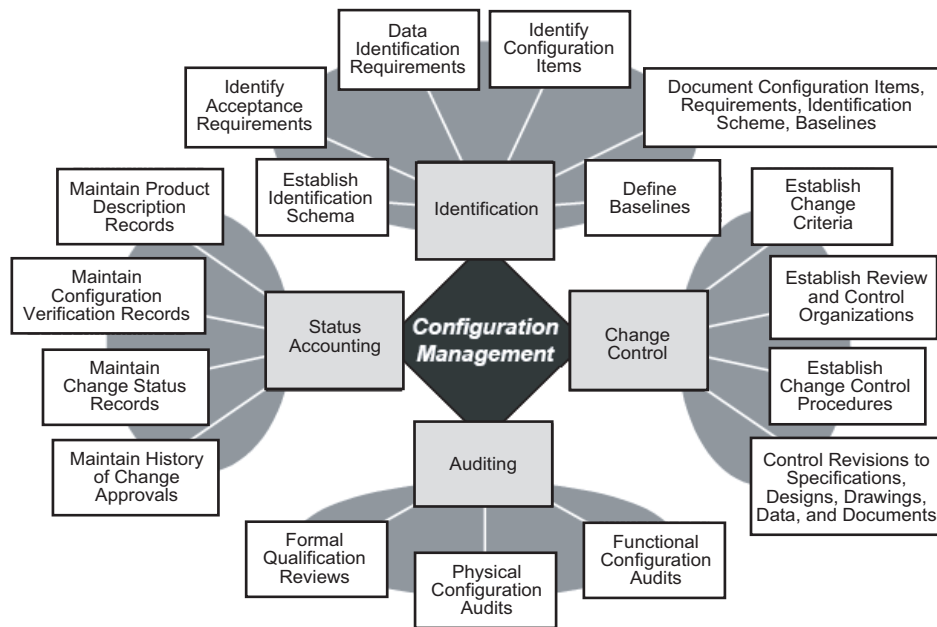 Data
Identification
Requirements
Identify
Configuration
Items
Identify
Acceptance
Requirements
Document Configuration Items,
Requirements, Identification
Scheme, Baselines
Establish
Identification
Schema
Identification
Define
Baselines
Maintain Product
Description
Records
Maintain
Configuration
Verification Records
Maintain
Change Status
Records
Maintain History
of Change
Approvals
Status
Accounting
Configuration
Management
Change
Control
Establish
Change
Criteria
Establish Review
and Control
Organizations
Establish
Change Control
Procedures
Control Revisions to
Specifications,
Designs, Drawings,
Data, and Documents
Auditing
Formal
Qualification
Reviews
Physical
Configuration
Audits
Functional
Configuration
Audits